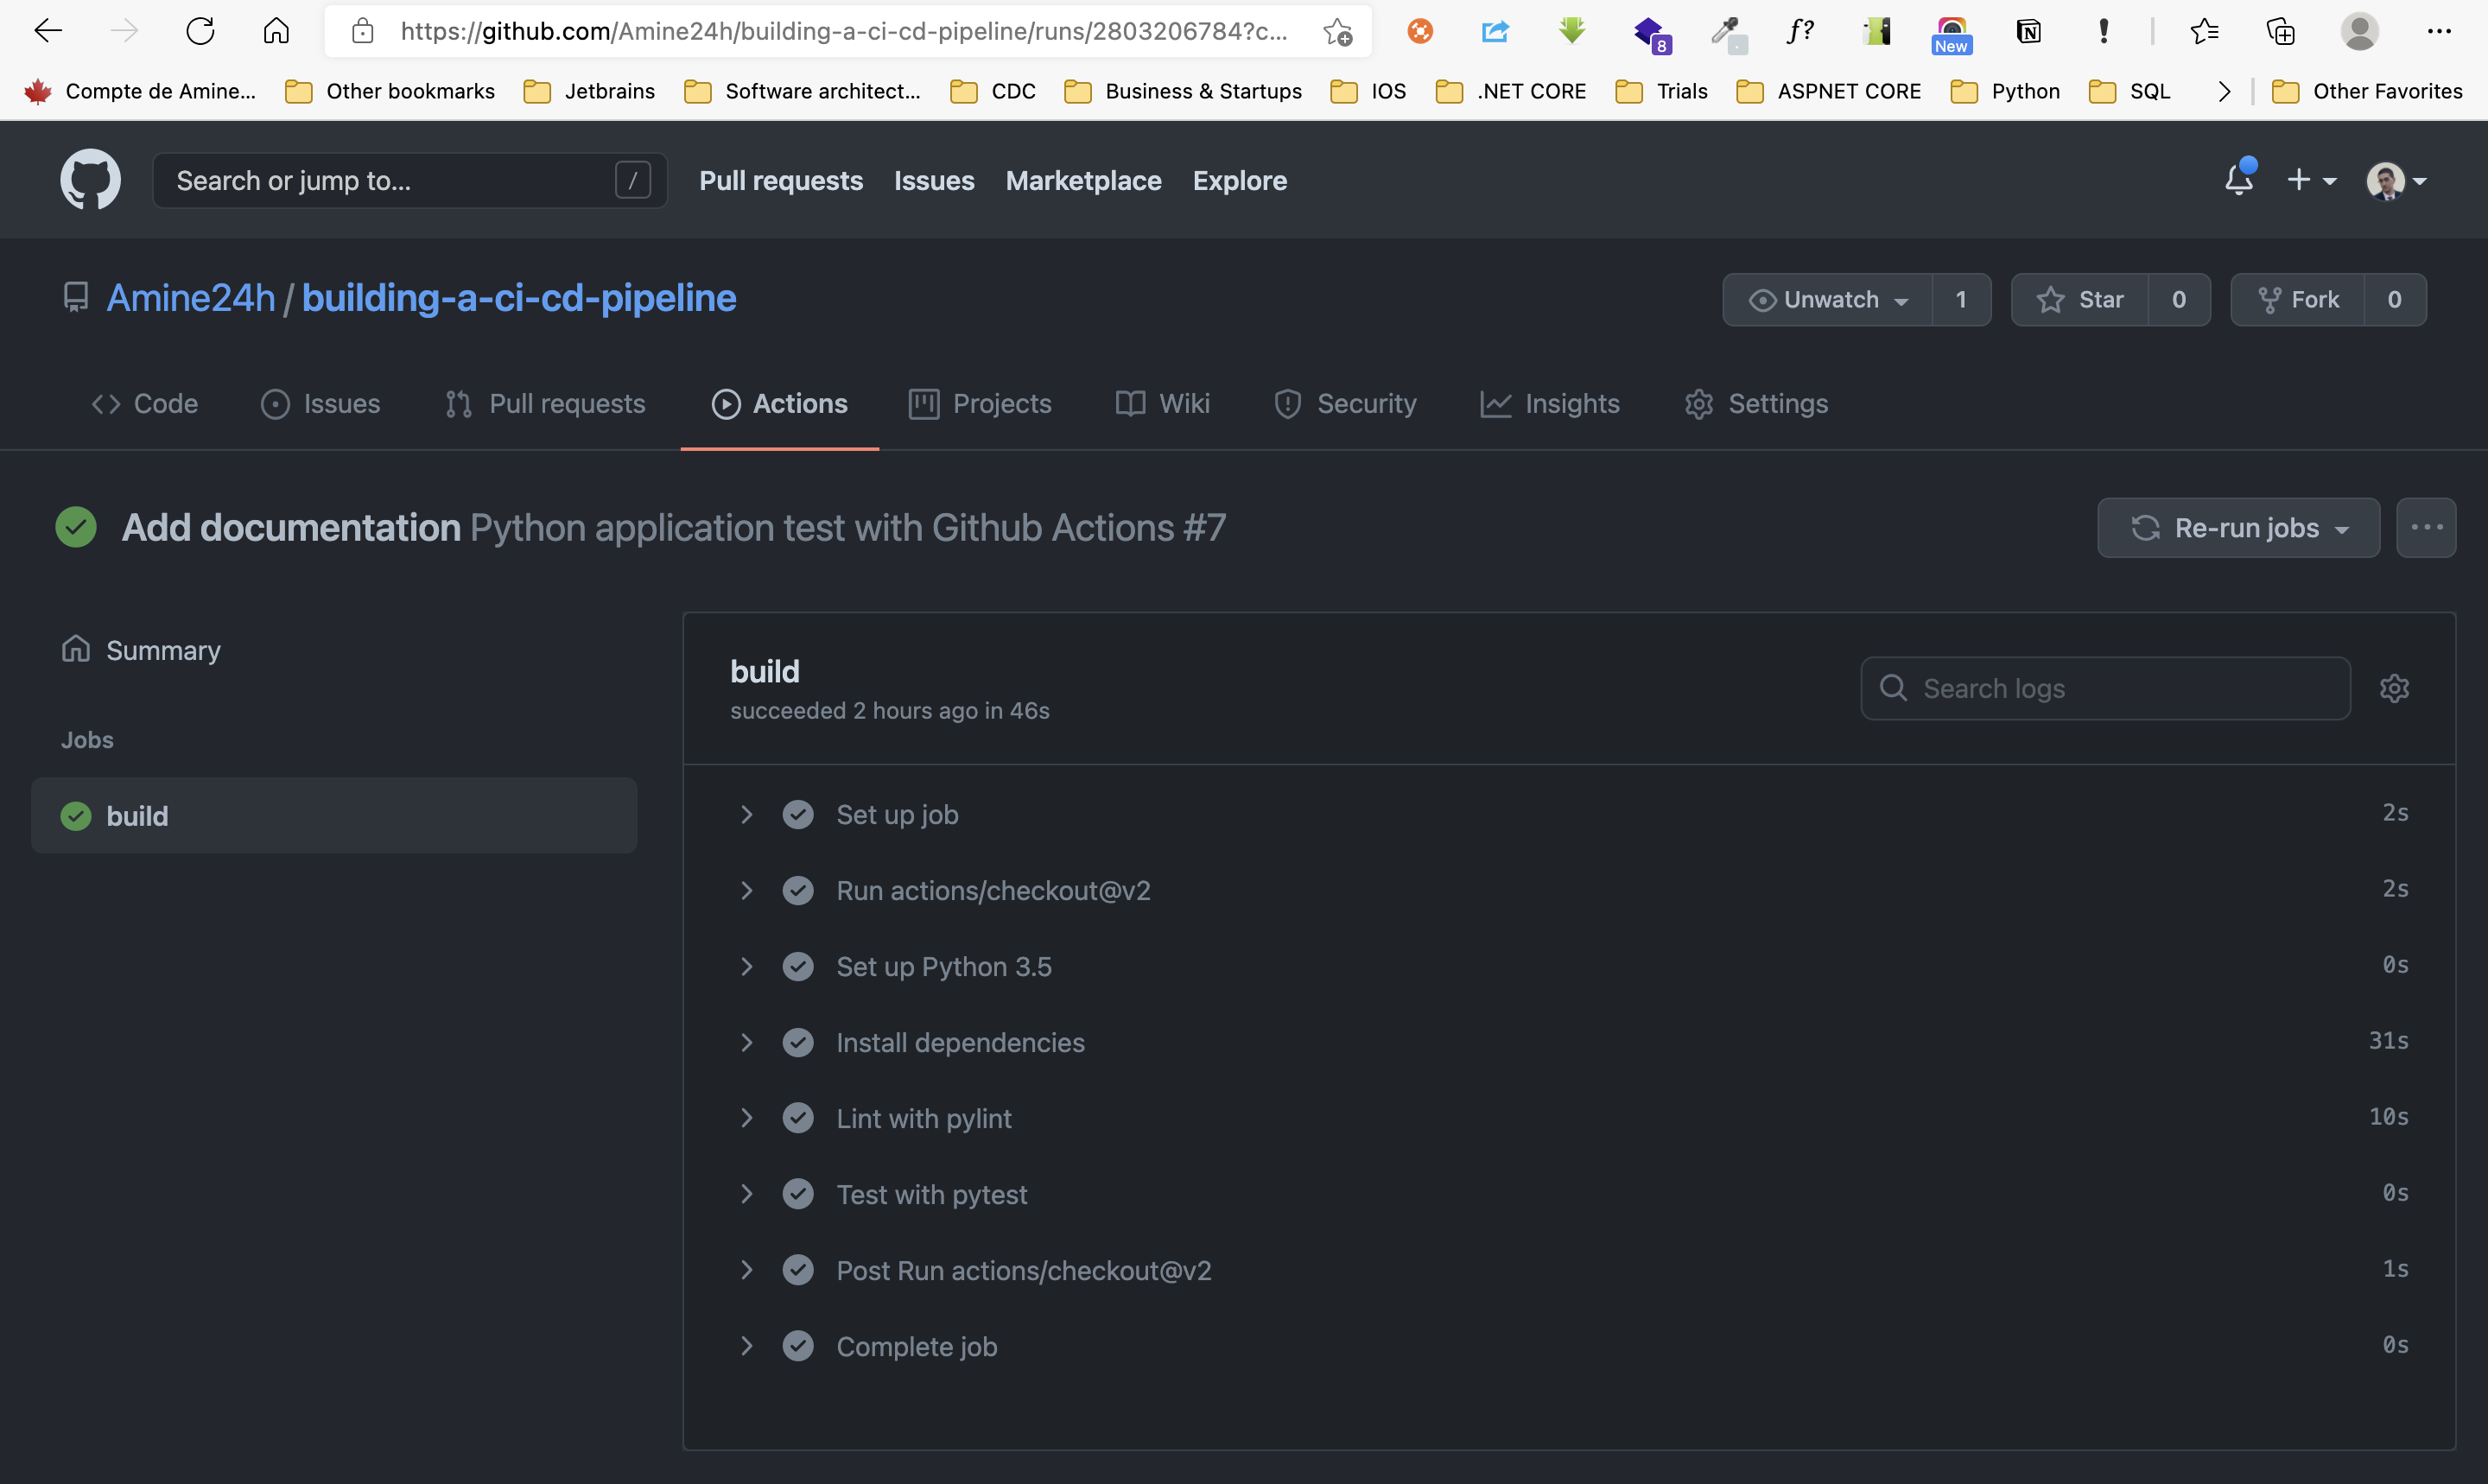 https://github.com/Amine24h/building-a-ci-cd-pipeline/runs/2803206784?c...
8
f?
New
N
Compte de Amine... Other bookmarks Jetbrains Software architect... CDC Business & Startups IOS .NET CORE Trials ASPNET CORE Python SQL Other Favorites
Search or jump to... / Pull requests Issues Marketplace Explore
Amine24h / building-a-ci-cd-pipeline Unwatch 1 Star 0 Fork 0
Code Issues Pull requests Actions Projects Wiki Security Insights Settings
Add documentation Python application test with Github Actions #7 Re-run jobs
Summary
Jobs
build
build
succeeded 2 hours ago in 46s
Search logs
Set up job 2s
Run actions/checkout@v2 2s
Set up Python 3.5 0s
Install dependencies 31s
Lint with pylint 10s
Test with pytest 0s
Post Run actions/checkout@v2 1s
Complete job 0s